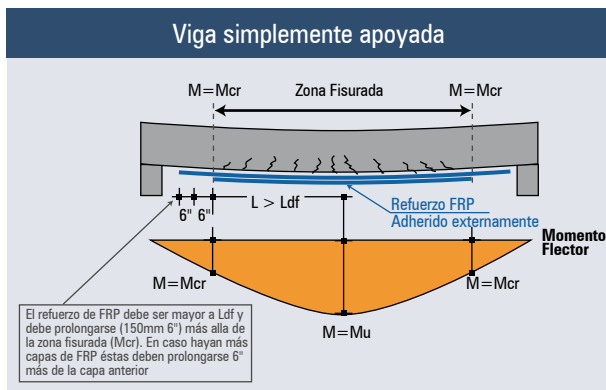 Viga simplemente apoyada
M=Mcr
Zona Fisurada
M=Mcr
L > Ldf
6" 6"
Refuerzo FRP
Adherido externamente
Momento
Flector
M=Mcr
M=Mcr
M=Mu
El refuerzo de FRP debe ser mayor a Ldf y
debe prolongarse (150mm 6") más alla de
la zona fisurada (Mcr). En caso hayan más
capas de FRP éstas deben prolongarse 6"
más de la capa anterior